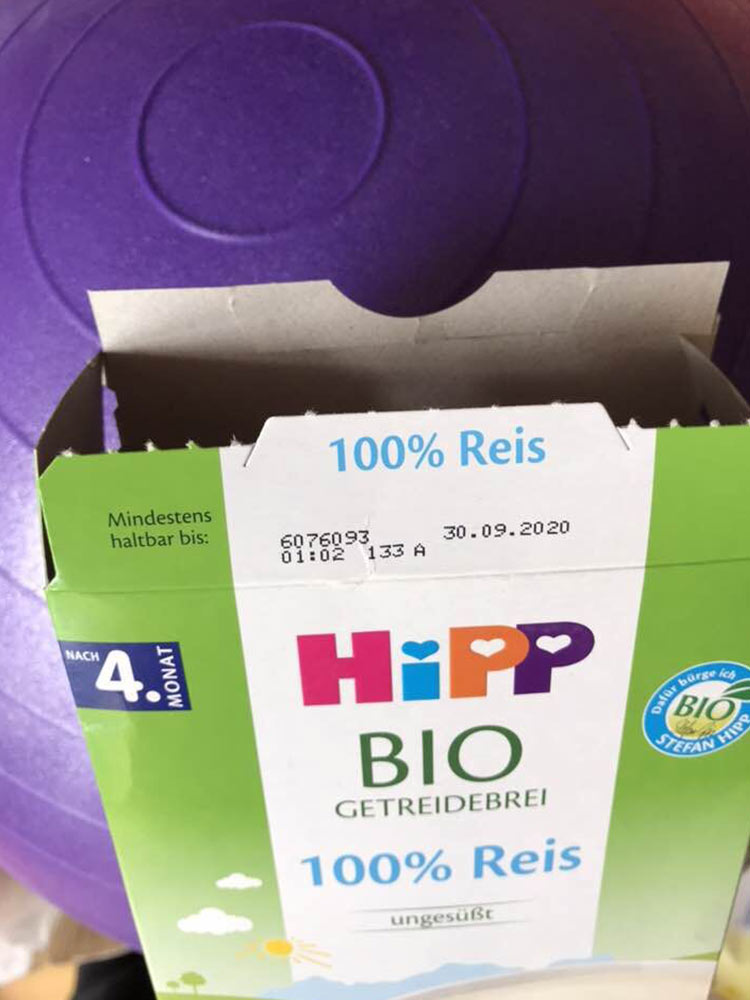 100% Reis
Mindestens
haltbar bis:
6076093 30.09.2020
01:02 133 A
NACH 4. MONAT
HiPP
Dafür bürge ich
BIO
STEFAN HIPP
BIO
GETREIDEBREI
100% Reis
ungesüßt